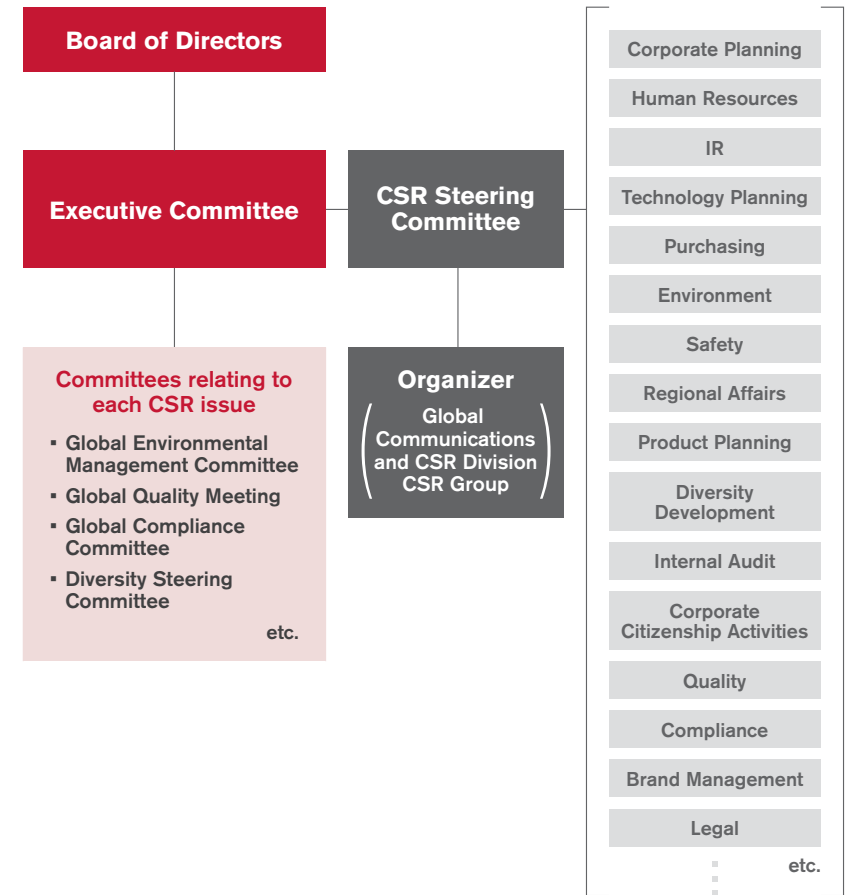 Board of Directors
Executive Committee
CSR Steering
Committee
Committees relating to
each CSR issue
▪ Global Environmental
Management Committee
▪ Global Quality Meeting
▪ Global Compliance
Committee
▪ Diversity Steering
Committee
etc.
Organizer
(Global
Communications
and CSR Division
CSR Group)
Corporate Planning
Human Resources
IR
Technology Planning
Purchasing
Environment
Safety
Regional Affairs
Product Planning
Diversity
Development
Internal Audit
Corporate
Citizenship Activities
Quality
Compliance
Brand Management
Legal
etc.